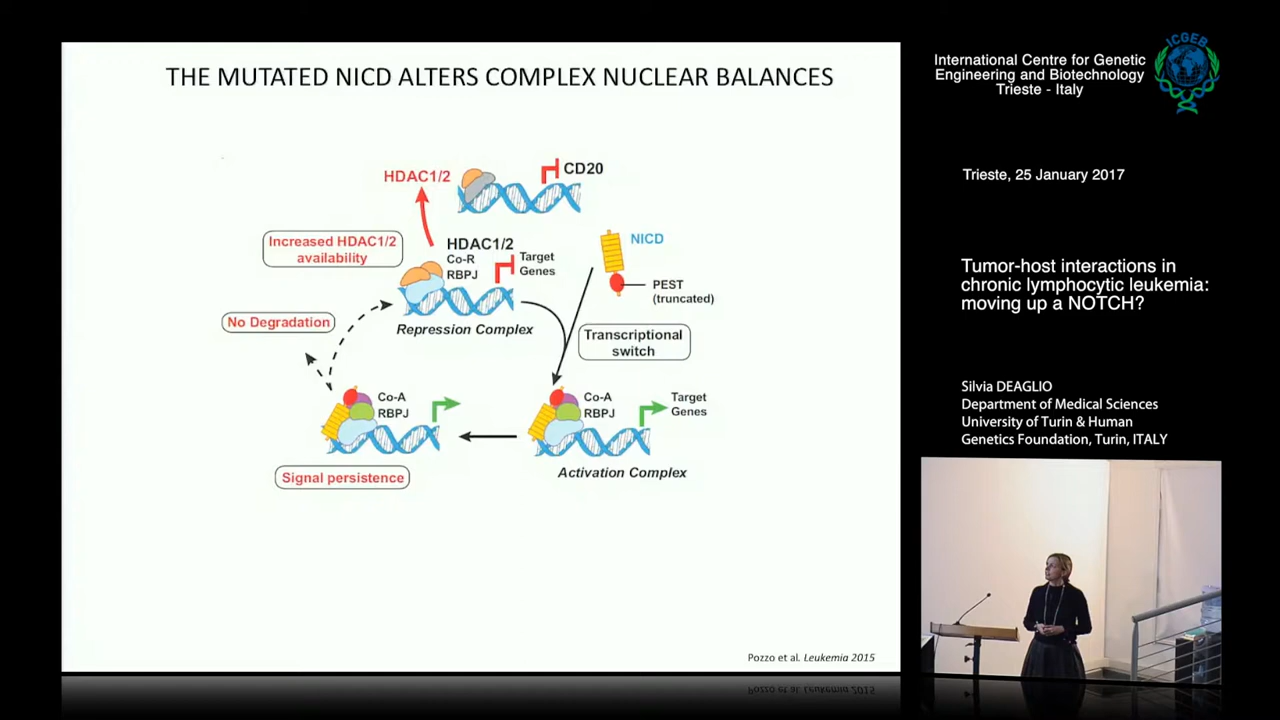 THE MUTATED NICD ALTERS COMPLEX NUCLEAR BALANCES
HDAC1/2
CD20
Increased HDAC1/2
availability
HDAC1/2
Co-R
RBPJ
Target
Genes
NICD
PEST
(truncated)
No Degradation
Repression Complex
Transcriptional
switch
Co-A
RBPJ
Co-A
RBPJ
Target
Genes
Signal persistence
Activation Complex
Pozzo et al. Leukemia 2015
International Centre for Genetic
Engineering and Biotechnology
Trieste - Italy
ICGEB
Trieste, 25 January 2017
Tumor-host interactions in
chronic lymphocytic leukemia:
moving up a NOTCH?
Silvia DEAGLIO
Department of Medical Sciences
University of Turin & Human
Genetics Foundation, Turin, ITALY